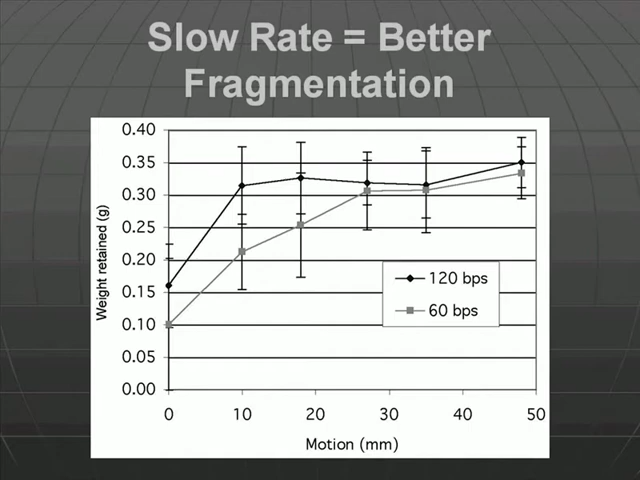 Slow Rate = Better
Fragmentation
0.40
0.35
0.30
0.25
0.20
0.15
0.10
0.05
0.00
Weight retained (g)
120 bps
60 bps
0 10 20 30 40 50
Motion (mm)